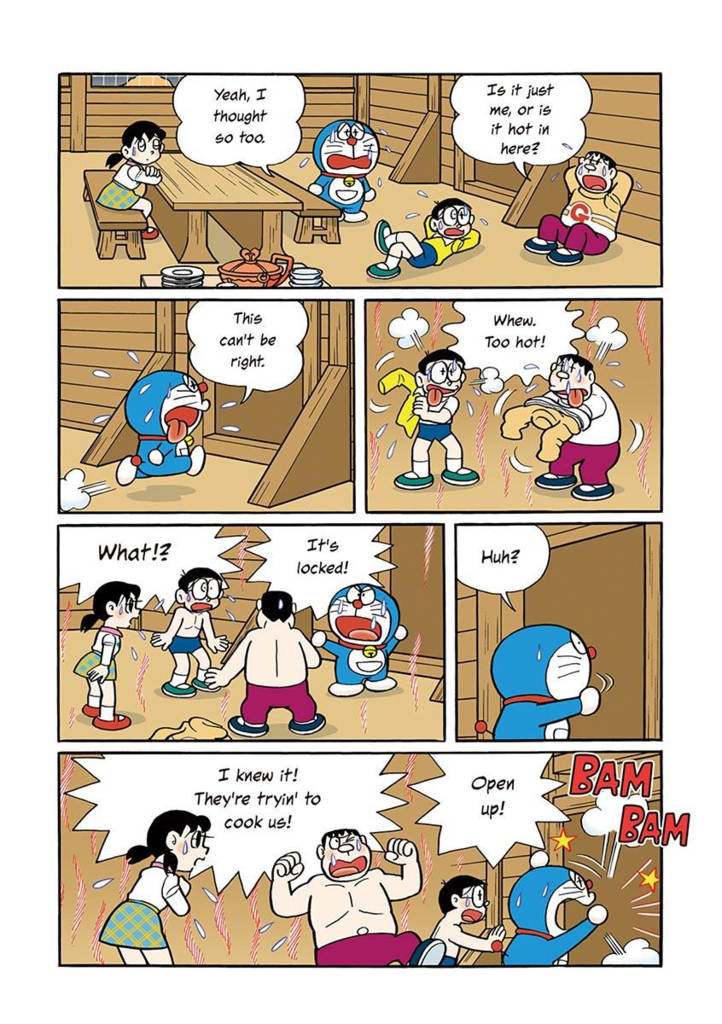 Yeah, I
thought
so too.
Is it just
me, or is
it hot in
here?
G
This
can't be
right.
Whew.
Too hot!
What!?
It's
locked!
Huh?
I knew it!
They're tryin' to
cook us!
Open
up!
BAM
BAM